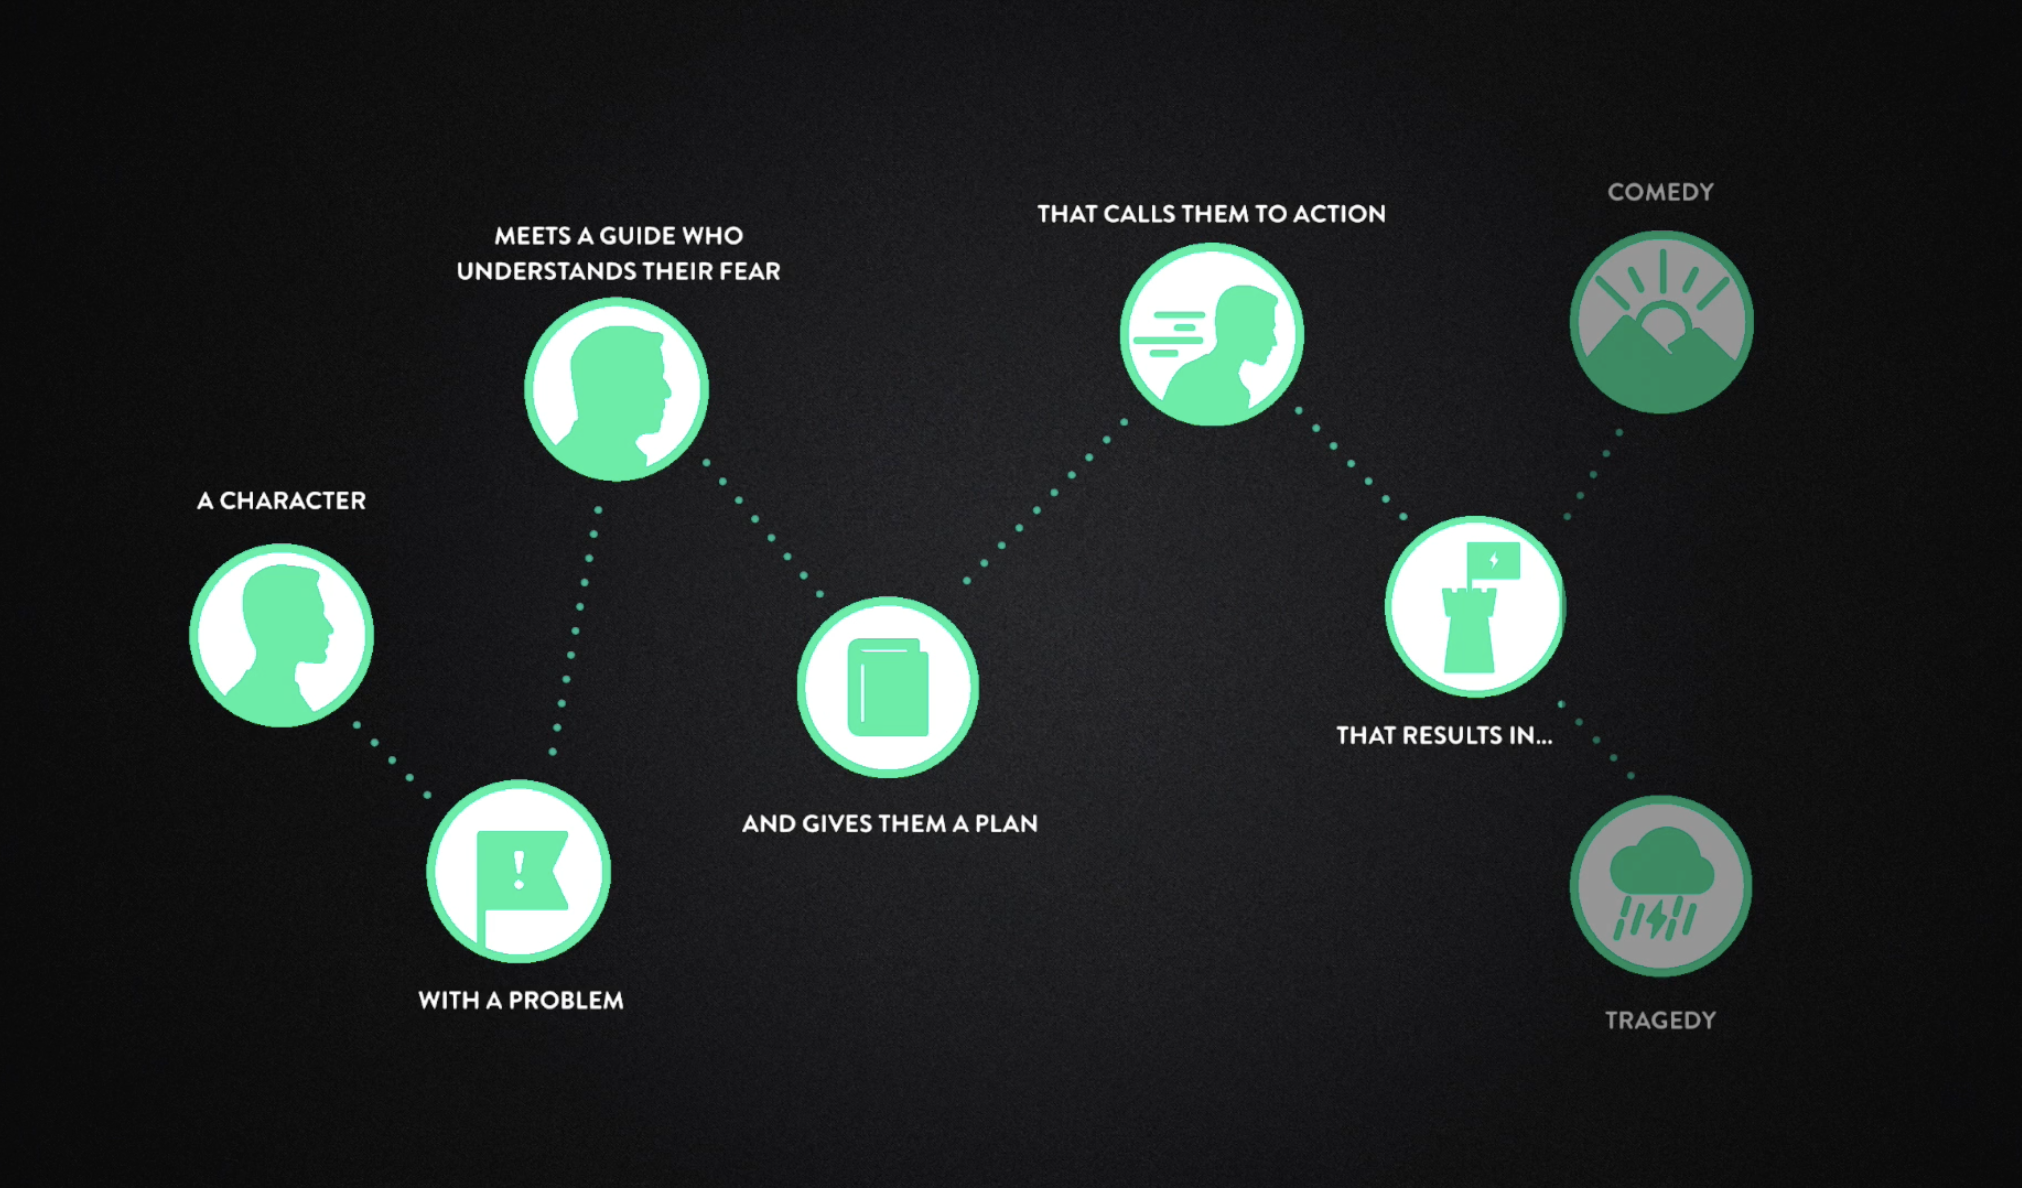 A CHARACTER
WITH A PROBLEM
MEETS A GUIDE WHO
UNDERSTANDS THEIR FEAR
AND GIVES THEM A PLAN
THAT CALLS THEM TO ACTION
THAT RESULTS IN...
COMEDY
TRAGEDY